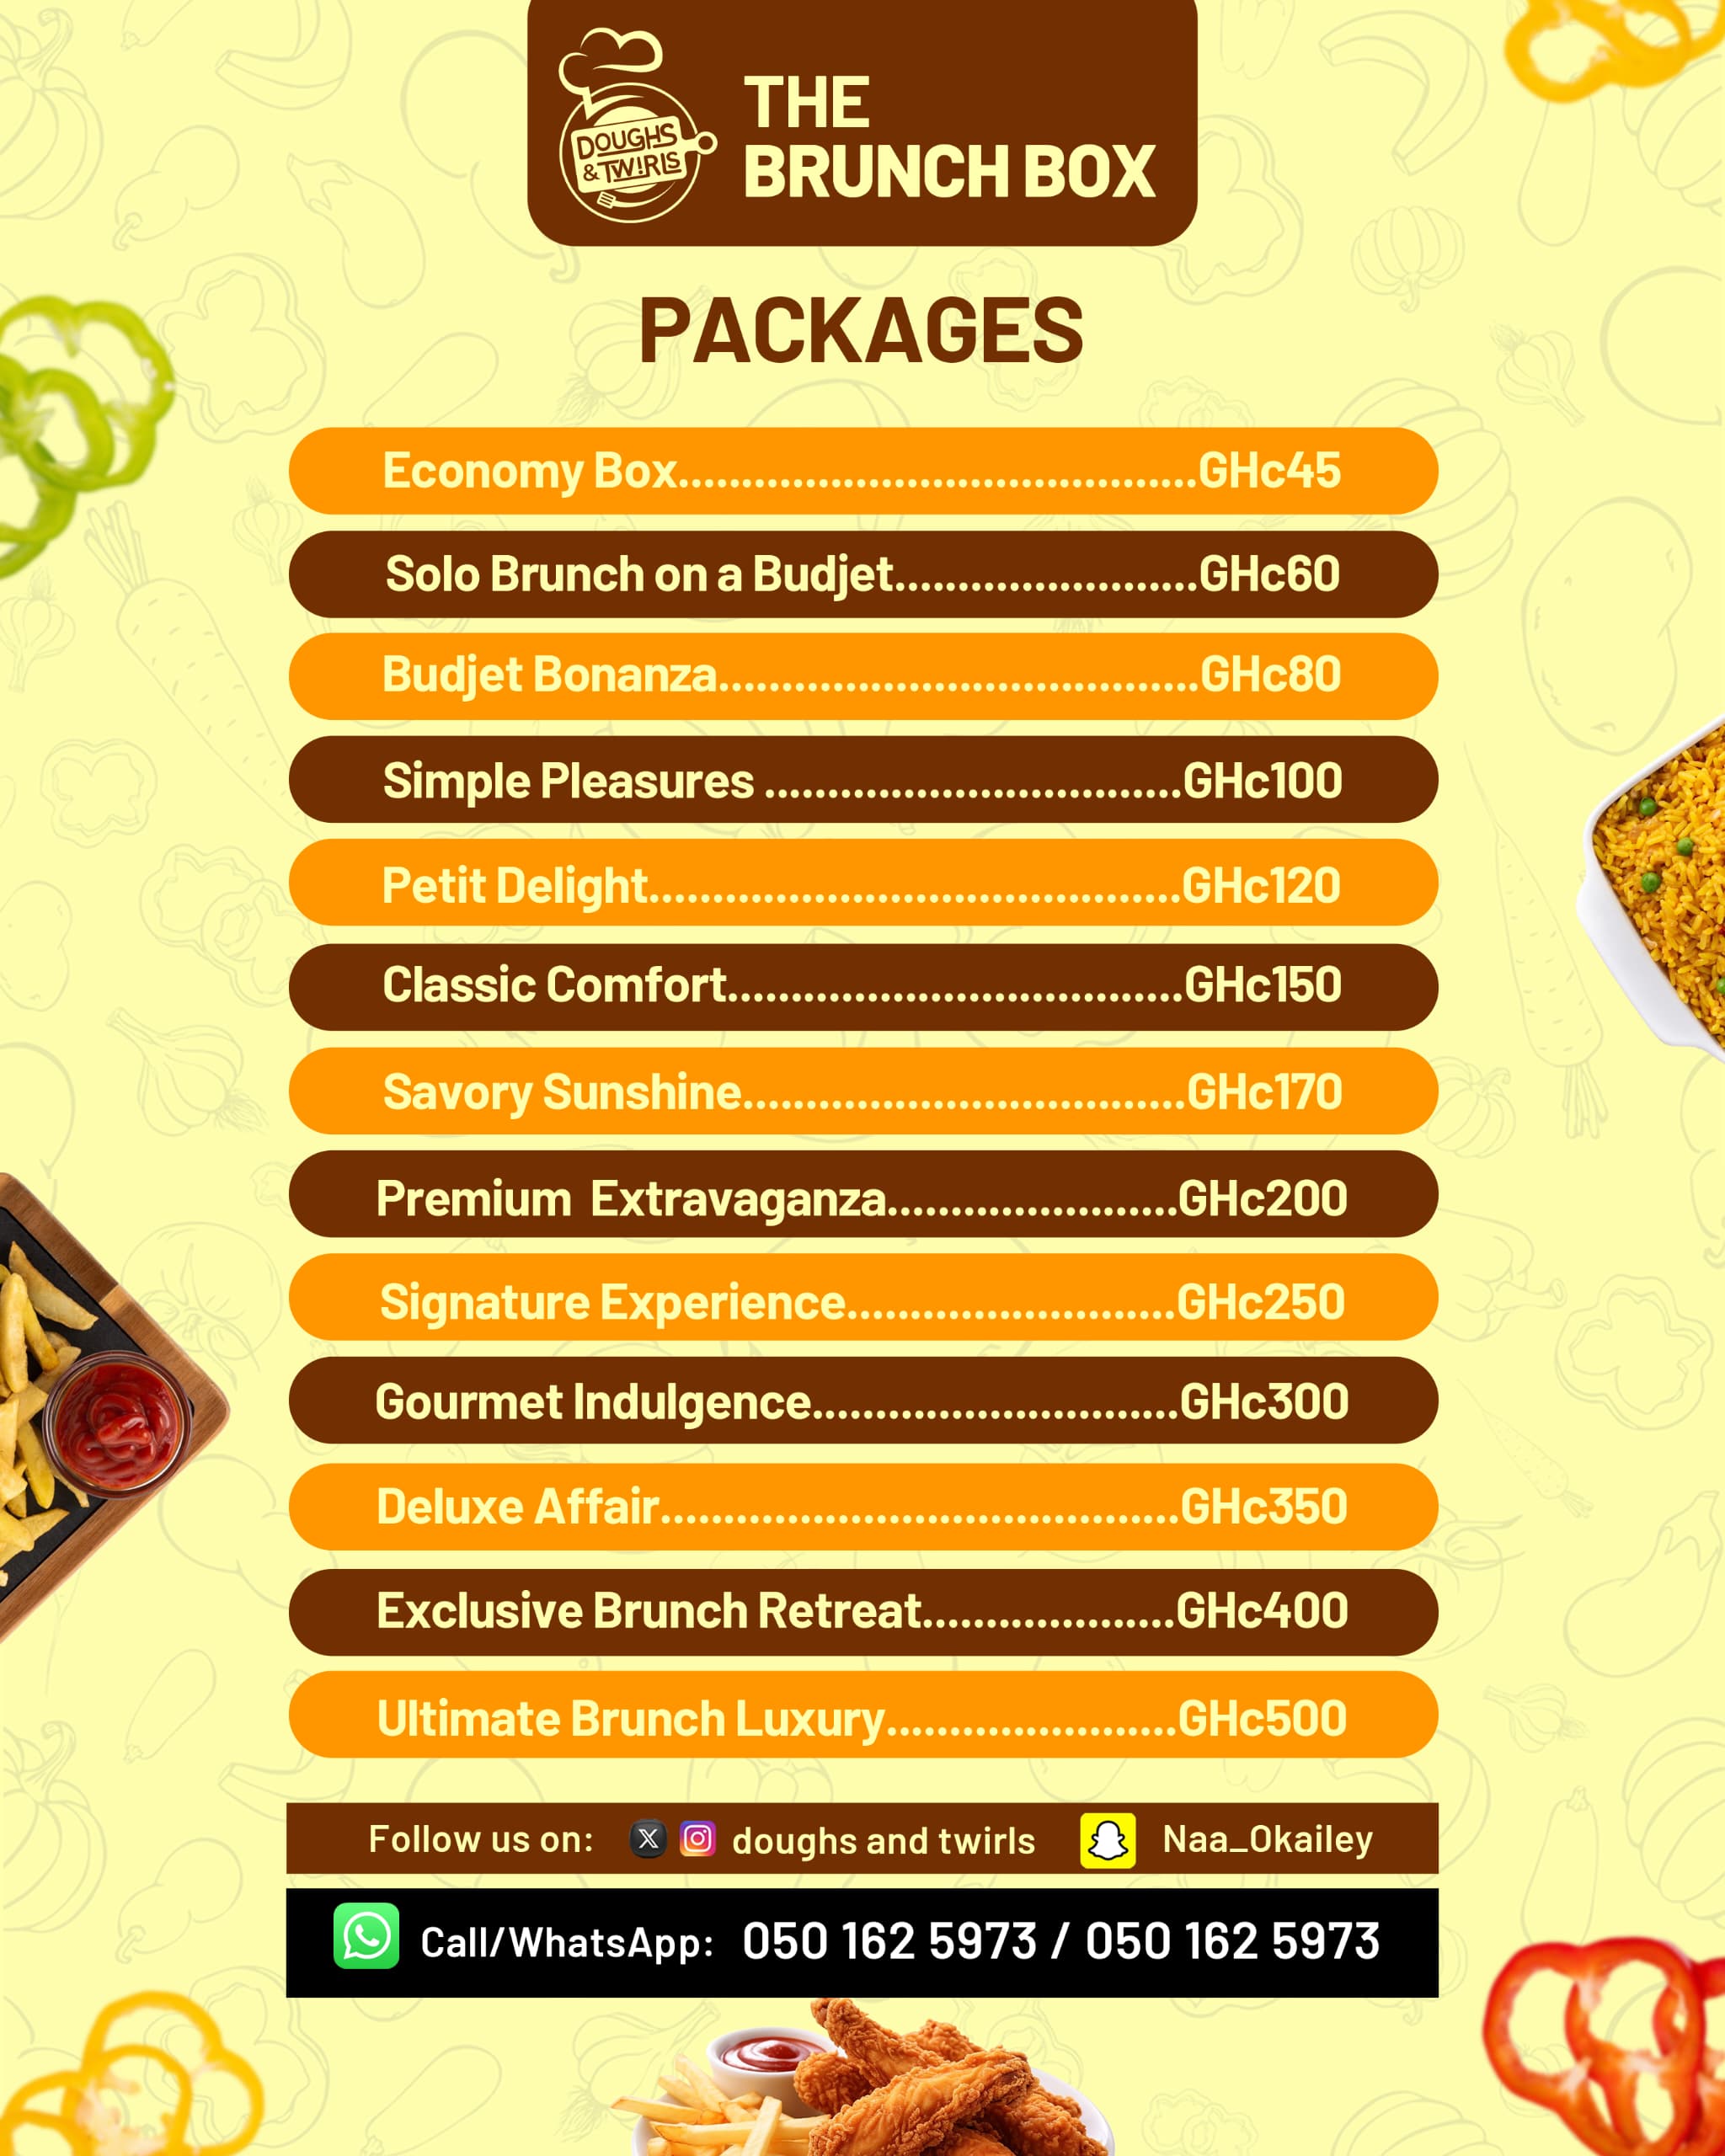 DOUGHS
& TWIRLS
THE
BRUNCH BOX
PACKAGES
Economy Box.........................................GHc45
Solo Brunch on a Budjet........................GHc60
Budjet Bonanza......................................GHc80
Simple Pleasures .................................GHc100
Petit Delight..........................................GHc120
Classic Comfort....................................GHc150
Savory Sunshine...................................GHc170
Premium  Extravaganza.......................GHc200
Signature Experience..........................GHc250
Gourmet Indulgence.............................GHc300
Deluxe Affair.........................................GHc350
Exclusive Brunch Retreat....................GHc400
Ultimate Brunch Luxury.......................GHc500
Follow us on: doughs and twirls Naa_Okailey
Call/WhatsApp: 050 162 5973 / 050 162 5973